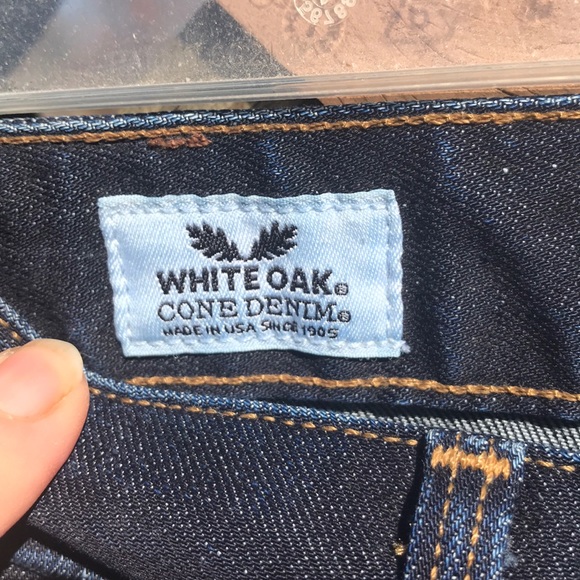 WHITE OAK®
CONE DENIM®
MADE IN USA SINCE 1905